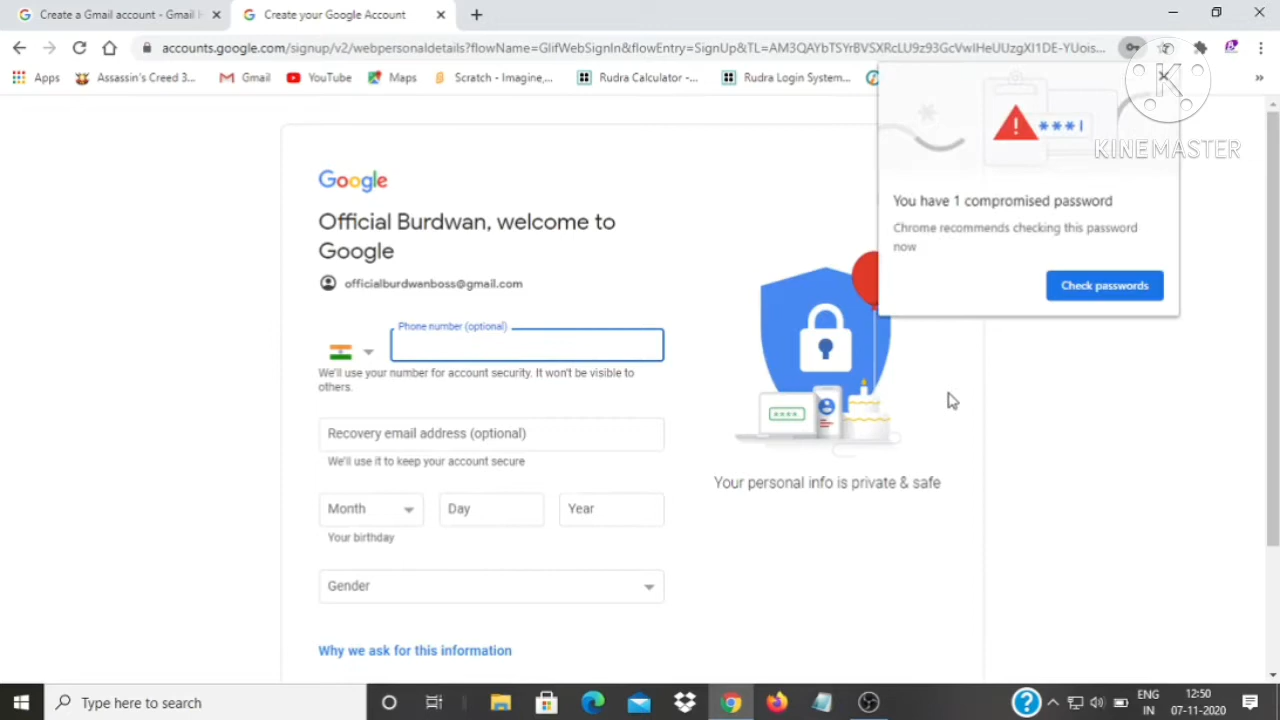 Create a Gmail account - Gmail H
Create your Google Account
accounts.google.com/signup/v2/webpersonaldetails?flowName=GlifWebSignIn&flowEntry=SignUp&TL=AM3QAYbTSYrBVSXRcLU9z93GcVwIHeUUzgXI1DE-YUois...
Apps
Assassin's Creed 3...
Gmail
YouTube
Maps
Scratch - Imagine,...
Rudra Calculator -...
Rudra Login System...
K
KINEMASTER
***|
You have 1 compromised password
Chrome recommends checking this password
now
Check passwords
Google
Official Burdwan, welcome to
Google
officialburdwanboss@gmail.com
Phone number (optional)
We'll use your number for account security. It won't be visible to
others.
Recovery email address (optional)
We'll use it to keep your account secure
Month
Day
Year
Your birthday
Gender
Why we ask for this information
****
Your personal info is private & safe
Type here to search
ENG
IN
12:50
07-11-2020